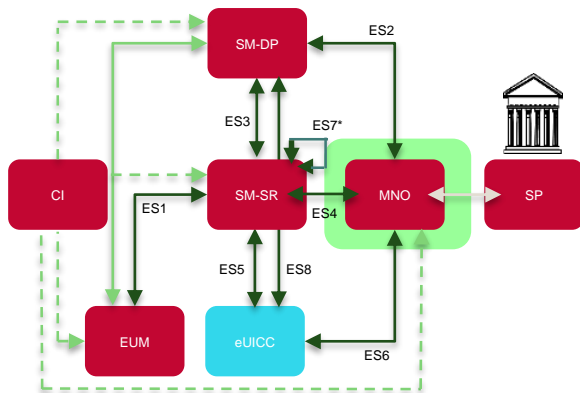 ES2
SM-DP
ES3
ES7*
CI
SM-SR
MNO
SP
ES1
ES4
ES5
ES8
EUM
eUICC
ES6